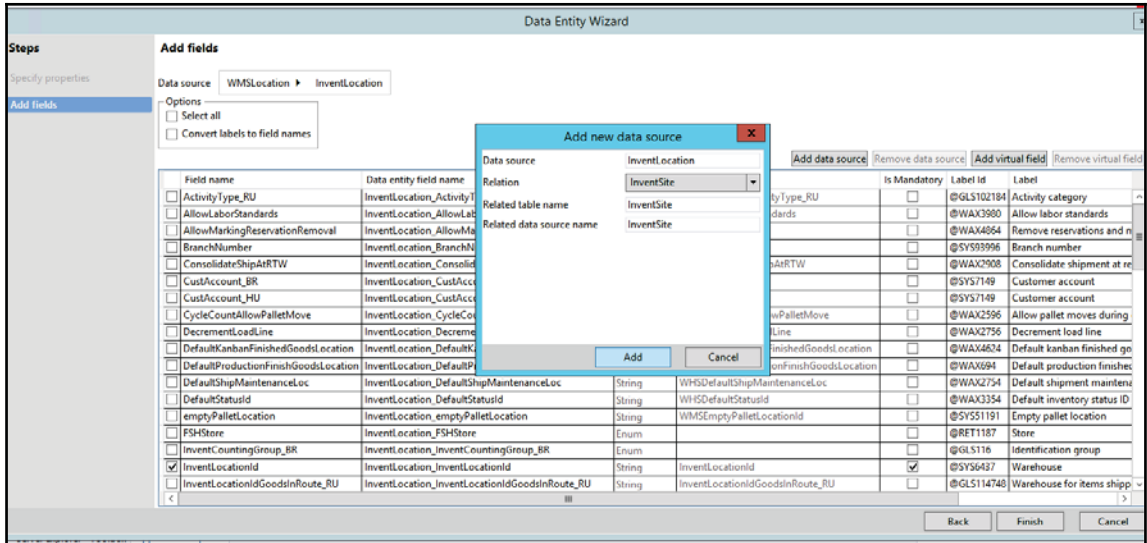 Data Entity Wizard
Steps
Specify properties
Add fields
Add fields
Data source WMSLocation InventLocation
Options
Select all
Convert labels to field names
Add data source Remove data source Add virtual field Remove virtual field
Add new data source
x
Data source InventLocation
Relation InventSite
Related table name InventSite
Related data source name InventSite
Add Cancel
Field name Data entity field name Is Mandatory Label Id Label
ActivityType_RU InventLocation_ActivityT tyType_RU @GLS102184 Activity category
AllowLaborStandards InventLocation_AllowLab dards @WAX3980 Allow labor standards
AllowMarkingReservationRemoval InventLocation_AllowMa @WAX4864 Remove reservations and n
BranchNumber InventLocation_BranchN @SYS93996 Branch number
ConsolidateShipAtRTW InventLocation_Consolid pAtRTW @WAX2908 Consolidate shipment at re
CustAccount_BR InventLocation_CustAcco @SYS7149 Customer account
CustAccount_HU InventLocation_CustAcco @SYS7149 Customer account
CycleCountAllowPalletMove InventLocation_CycleCou wPalletMove @WAX2596 Allow pallet moves during
DecrementLoadLine InventLocation_Decreme lLine @WAX2756 Decrement load line
DefaultKanbanFinishedGoodsLocation InventLocation_DefaultK FinishedGoodsLocation @WAX4624 Default kanban finished go
DefaultProductionFinishGoodsLocation InventLocation_DefaultP onFinishGoodsLocation @WAX694 Default production finished
DefaultShipMaintenanceLoc InventLocation_DefaultShipMaintenanceLoc String WHSDefaultShipMaintenanceLoc @WAX2754 Default shipment maintena
DefaultStatusId InventLocation_DefaultStatusId String WHSDefaultStatusId @WAX3354 Default inventory status ID
emptyPalletLocation InventLocation_emptyPalletLocation String WMSEmptyPalletLocationId @SYS51191 Empty pallet location
FSHStore InventLocation_FSHStore Enum @RET1187 Store
InventCountingGroup_BR InventLocation_InventCountingGroup_BR Enum @GLS116 Identification group
InventLocationId InventLocation_InventLocationId String InventLocationId @SYS6437 Warehouse
InventLocationIdGoodsInRoute_RU InventLocation_InventLocationIdGoodsInRoute_RU String InventLocationIdGoodsInRoute_RU @GLS114748 Warehouse for items shipp
Back Finish Cancel